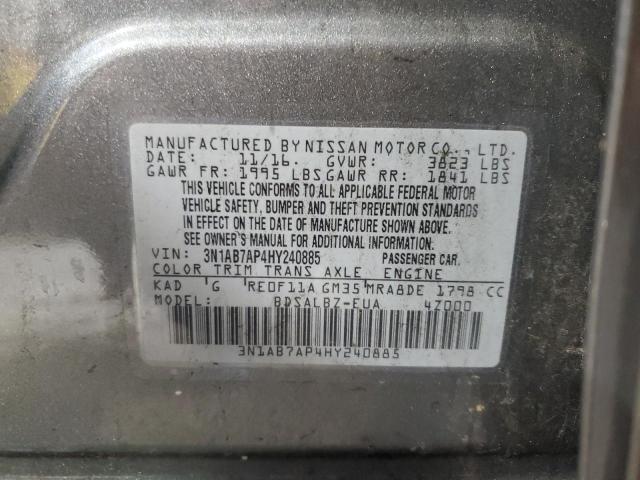 MANUFACTURED BY NISSAN MOTOR CO., LTD.
DATE: 11/16. GVWR: 3823 LBS
GAWR FR: 1995 LBS GAWR RR: 1841 LBS
THIS VEHICLE CONFORMS TO ALL APPLICABLE FEDERAL MOTOR
VEHICLE SAFETY, BUMPER AND THEFT PREVENTION STANDARDS
IN EFFECT ON THE DATE OF MANUFACTURE SHOWN ABOVE.
SEE OWNER'S MANUAL FOR ADDITIONAL INFORMATION.
VIN: 3N1AB7AP4HY240885 PASSENGER CAR.
COLOR TRIM TRANS AXLE ENGINE
KAD G RE0F11A GM35 MRA8DE 1798 CC
MODEL: BDSALBZ-EUA 4Z000
3N1AB7AP4HY240885